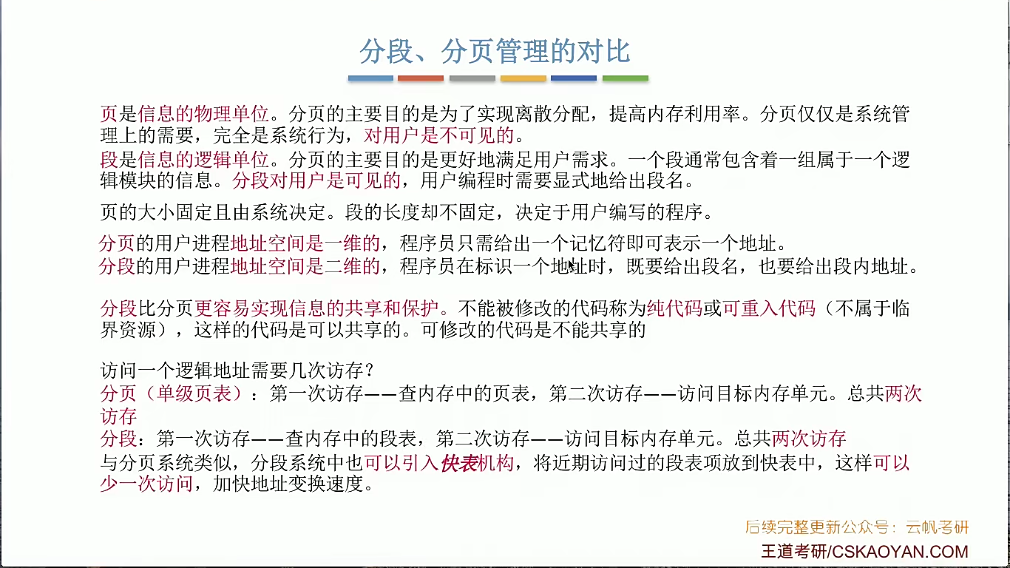 分段、分页管理的对比
页是信息的物理单位。分页的主要目的是为了实现离散分配，提高内存利用率。分页仅仅是系统管
理上的需要，完全是系统行为，对用户是不可见的。
段是信息的逻辑单位。分页的主要目的是更好地满足用户需求。一个段通常包含着一组属于一个逻
辑模块的信息。分段对用户是可见的，用户编程时需要显式地给出段名。
页的大小固定且由系统决定。段的长度却不固定，决定于用户编写的程序。
分页的用户进程地址空间是一维的，程序员只需给出一个记忆符即可表示一个地址。
分段的用户进程地址空间是二维的，程序员在标识一个地址时，既要给出段名，也要给出段内地址。
分段比分页更容易实现信息的共享和保护。不能被修改的代码称为纯代码或可重入代码（不属于临
界资源），这样的代码是可以共享的。可修改的代码是不能共享的
访问一个逻辑地址需要几次访存？
分页（单级页表）：第一次访存——查内存中的页表，第二次访存——访问目标内存单元。总共两次
访存
分段：第一次访存——查内存中的段表，第二次访存——访问目标内存单元。总共两次访存
与分页系统类似，分段系统中也可以引入快表机构，将近期访问过的段表项放到快表中，这样可以
少一次访问，加快地址变换速度。
后续完整更新公众号：云帆考研
王道考研/CSKAOYAN.COM